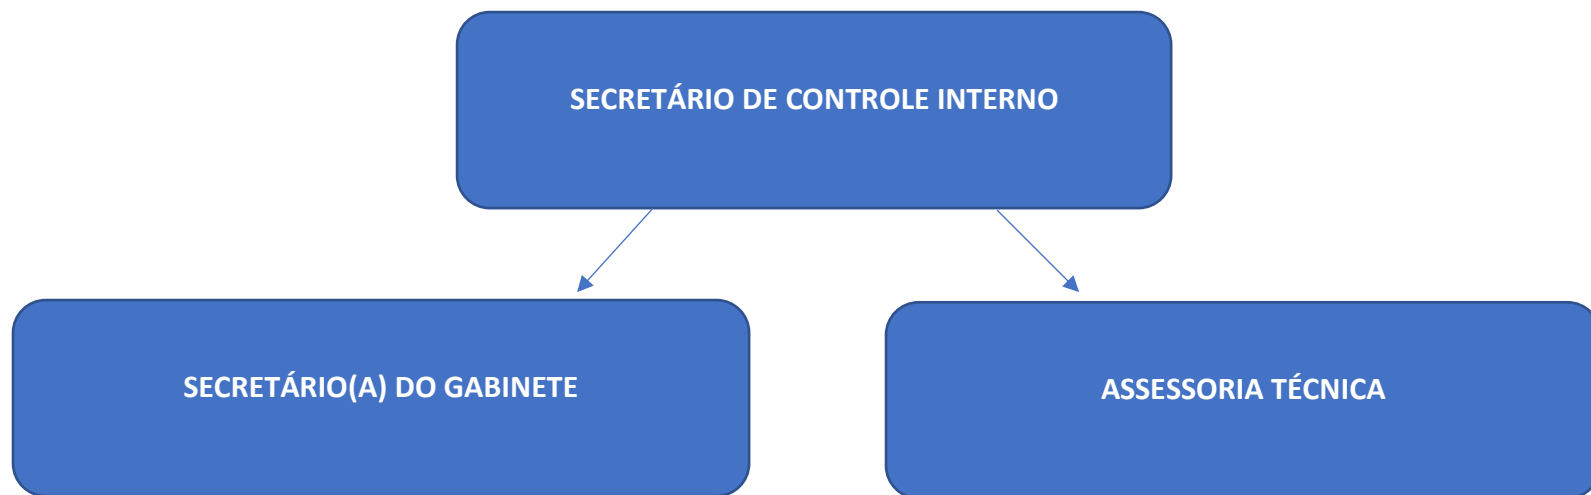 SECRETÁRIO DE CONTROLE INTERNO
SECRETÁRIO(A) DO GABINETE
ASSESSORIA TÉCNICA